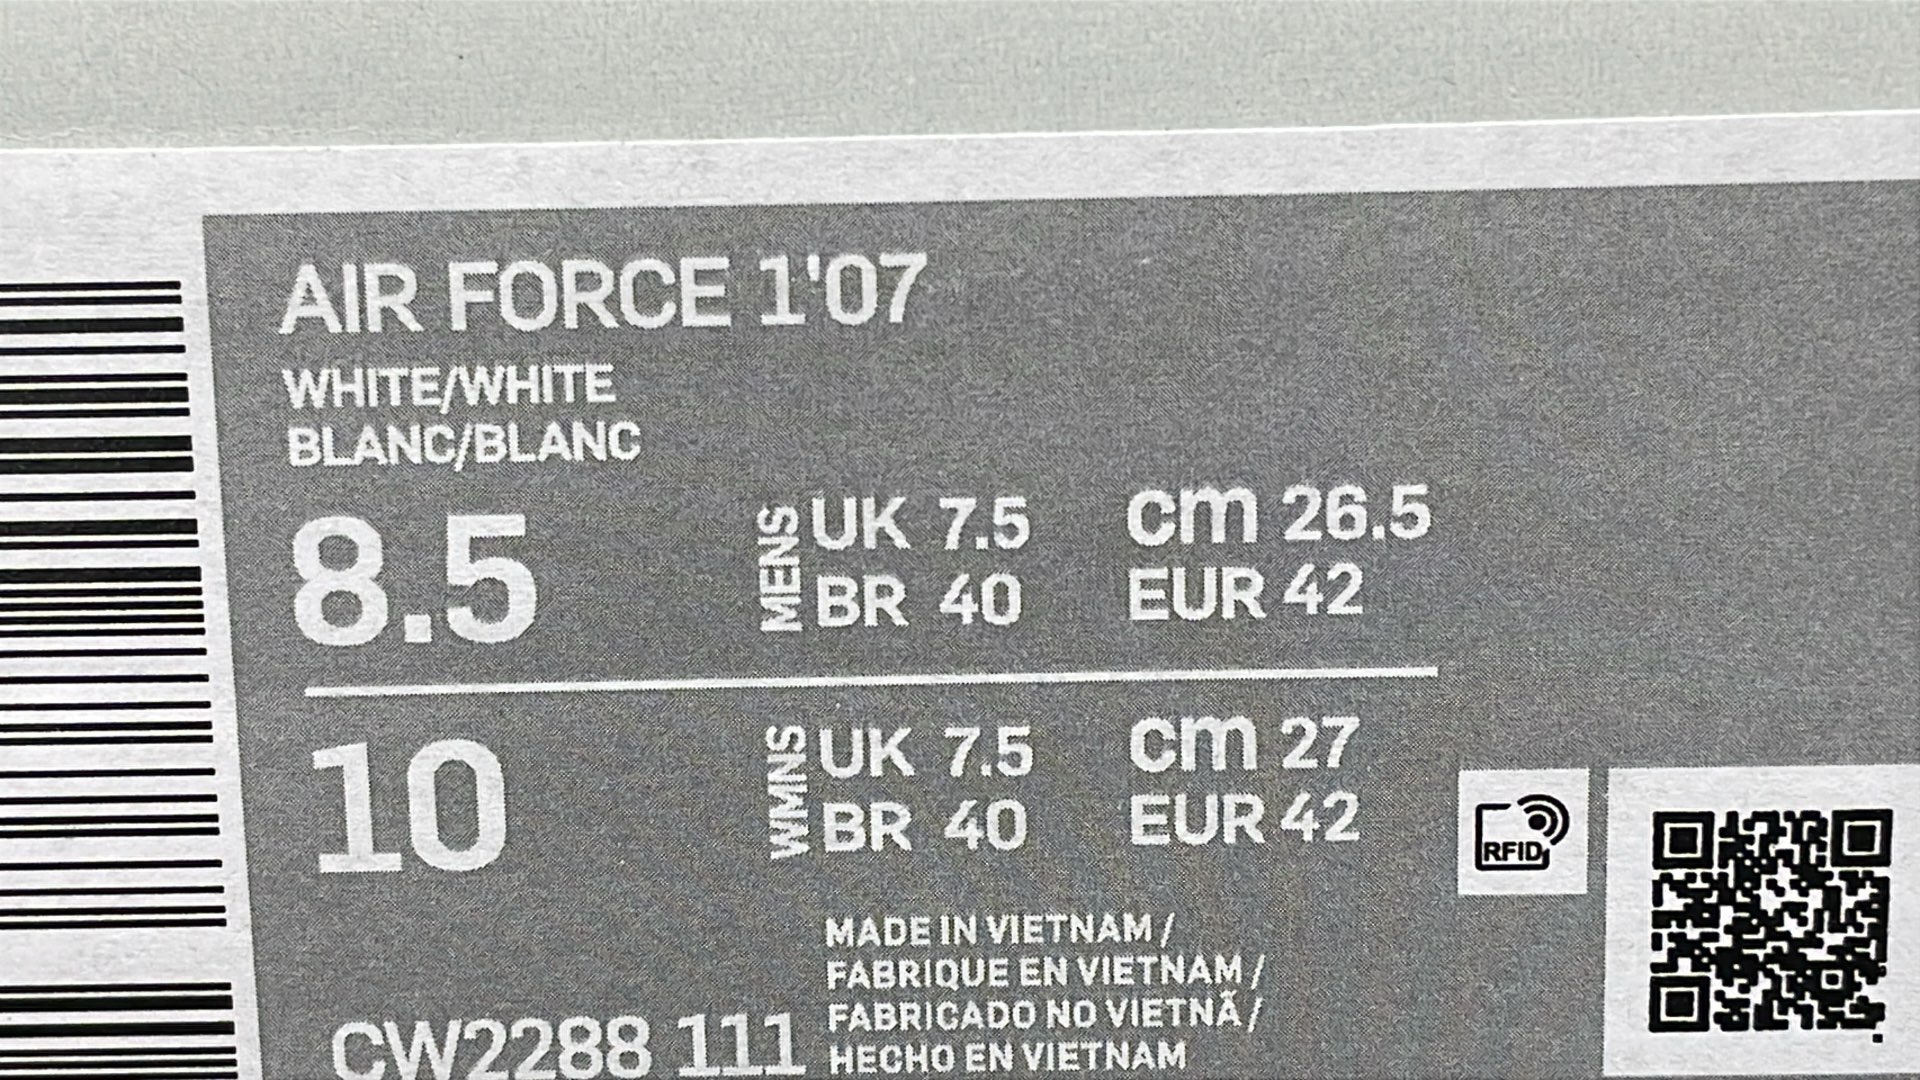 AIR FORCE 1'07
WHITE/WHITE
BLANC/BLANC
8.5
MENS
UK 7.5 cm 26.5
BR 40 EUR 42
10
WMNS
UK 7.5 cm 27
BR 40 EUR 42
RFID
MADE IN VIETNAM /
FABRIQUE EN VIETNAM /
FABRICADO NO VIETNÃ /
HECHO EN VIETNAM
CW2288 111